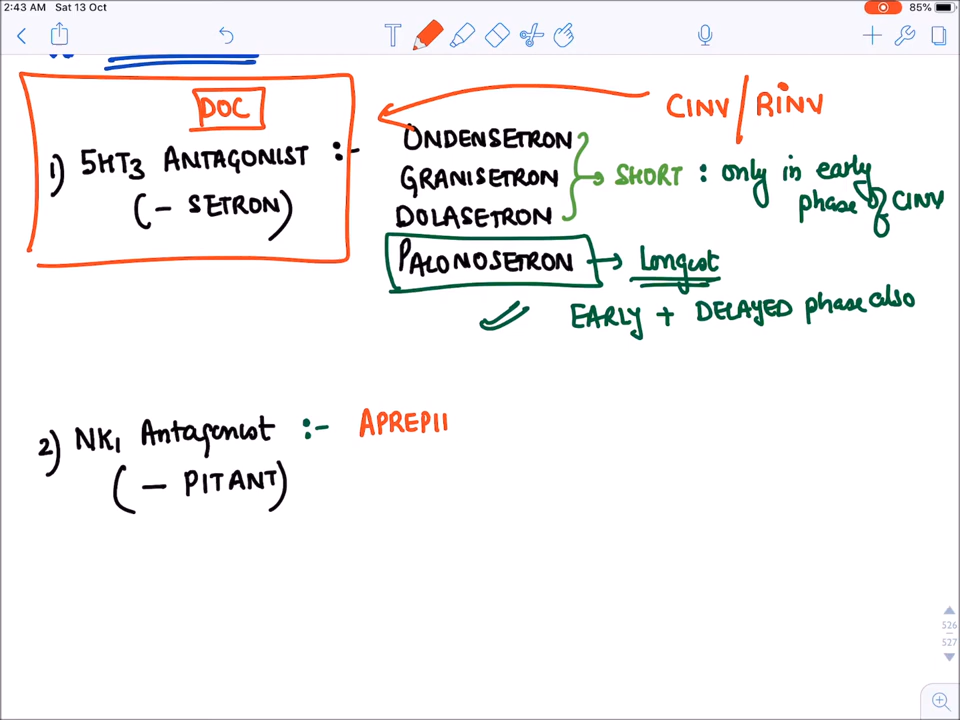 2:43 AM Sat 13 Oct
85%
DOC
CINV / RINV
1) 5HT3 ANTAGONIST :-
(- SETRON)
ONDENSETRON
GRANISETRON
DOLASETRON
SHORT : only in early
phase of CINV
PALONOSETRON → Longest
EARLY + DELAYED phase also
2) NK1 Antagonist :- APREPII
(- PITANT)
526
527